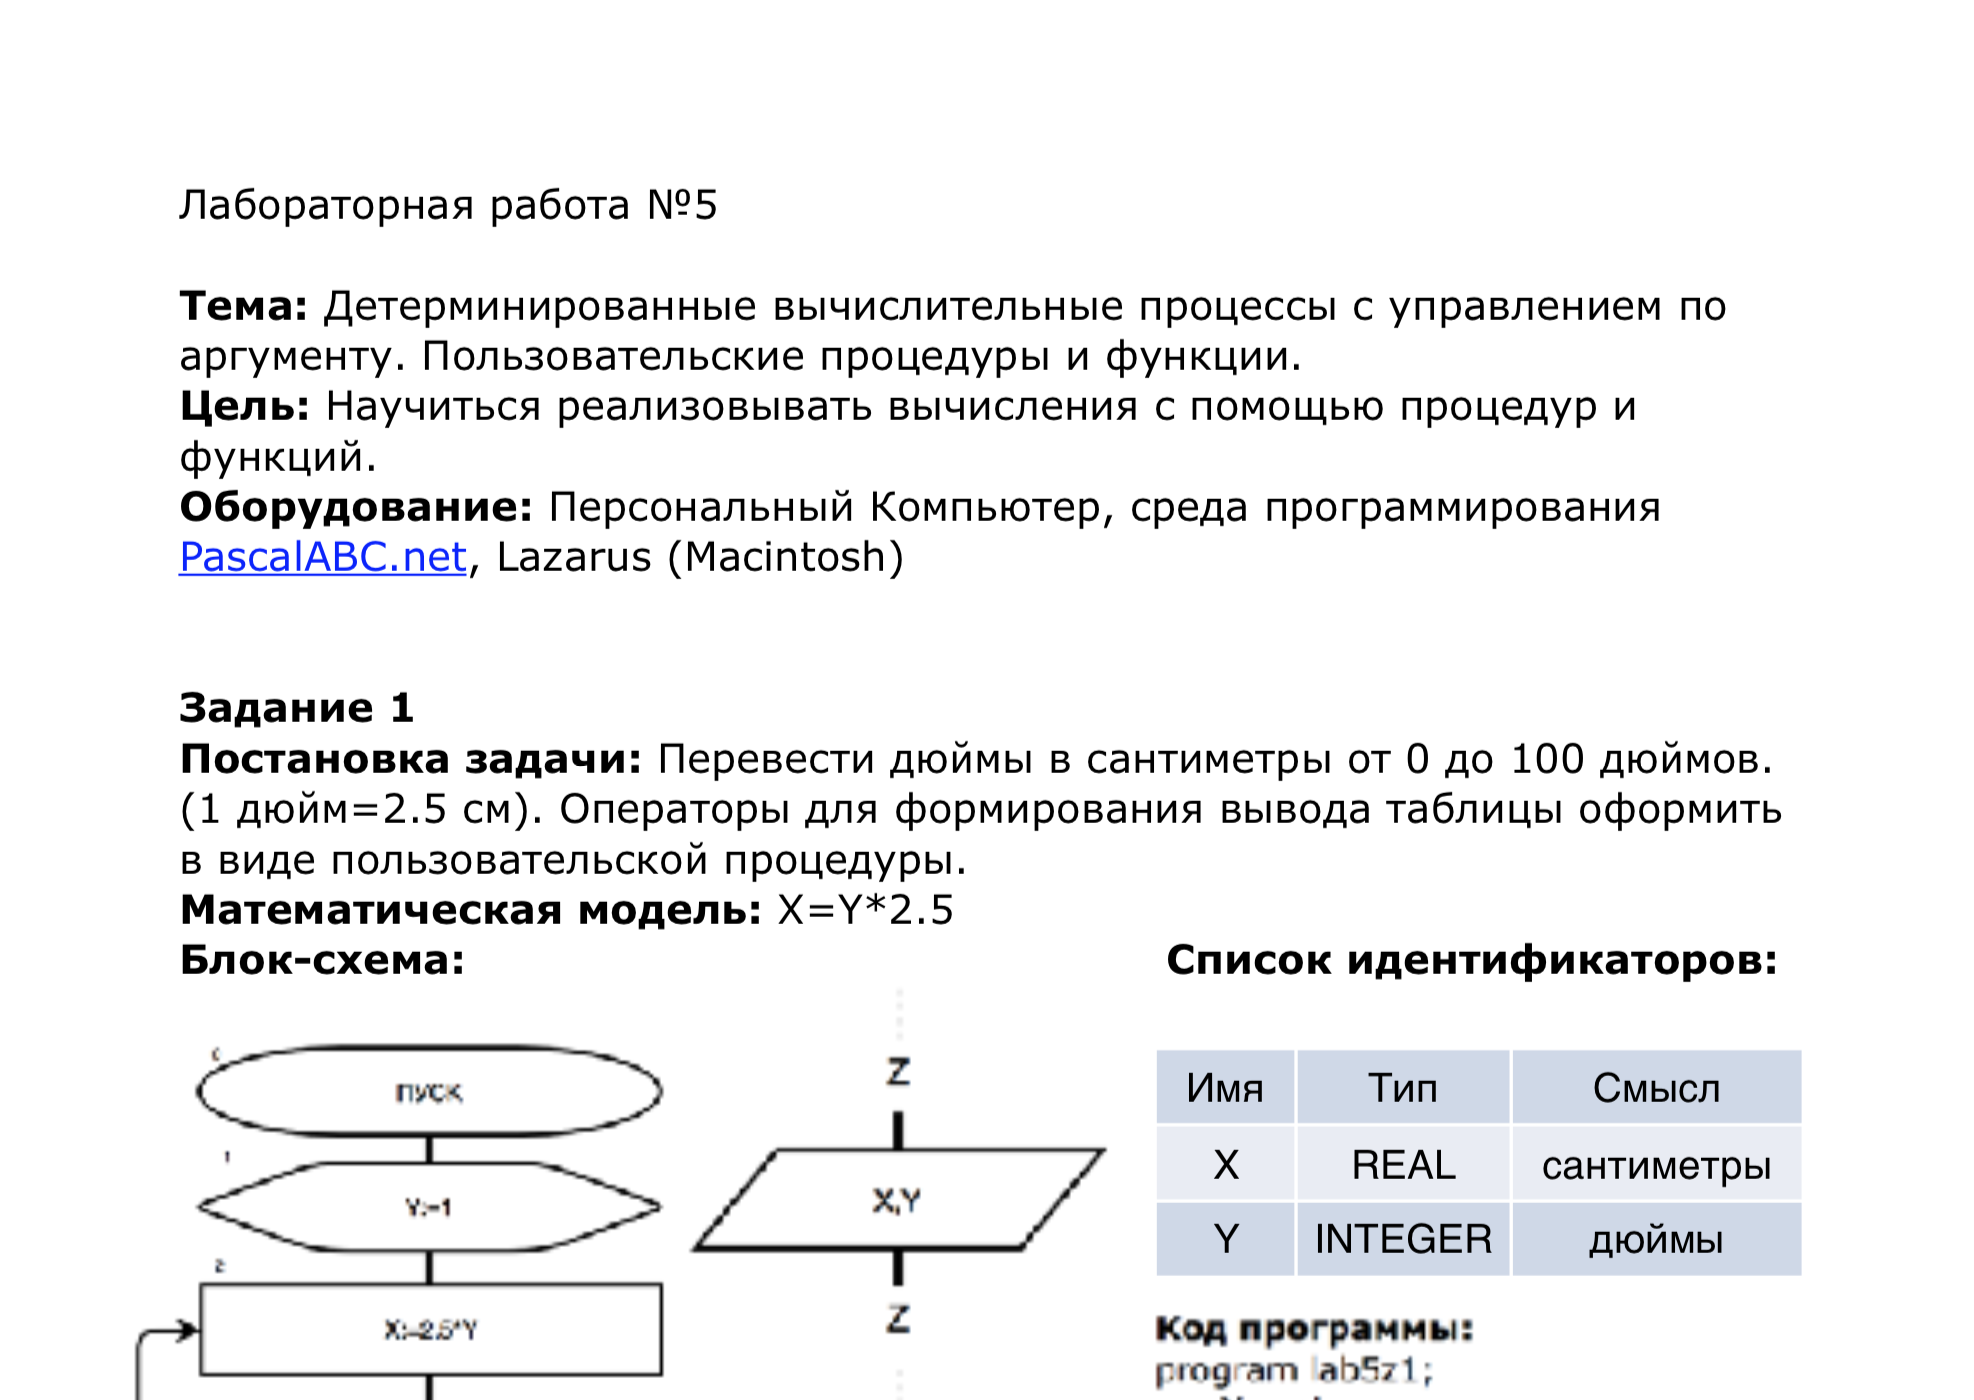 Лабораторная работа №5
Тема: Детерминированные вычислительные процессы с управлением по
аргументу. Пользовательские процедуры и функции.
Цель: Научиться реализовывать вычисления с помощью процедур и
функций.
Оборудование: Персональный Компьютер, среда программирования
PascalABC.net, Lazarus (Macintosh)
Задание 1
Постановка задачи: Перевести дюймы в сантиметры от 0 до 100 дюймов.
(1 дюйм=2.5 см). Операторы для формирования вывода таблицы оформить
в виде пользовательской процедуры.
Математическая модель: X=Y*2.5
Блок-схема:
ПУСК
1
Y:=1
2
X:=2.5*Y
Z
X,Y
Z
Список идентификаторов:
Имя Тип Смысл
X REAL сантиметры
Y INTEGER дюймы
Код программы:
program lab5z1;